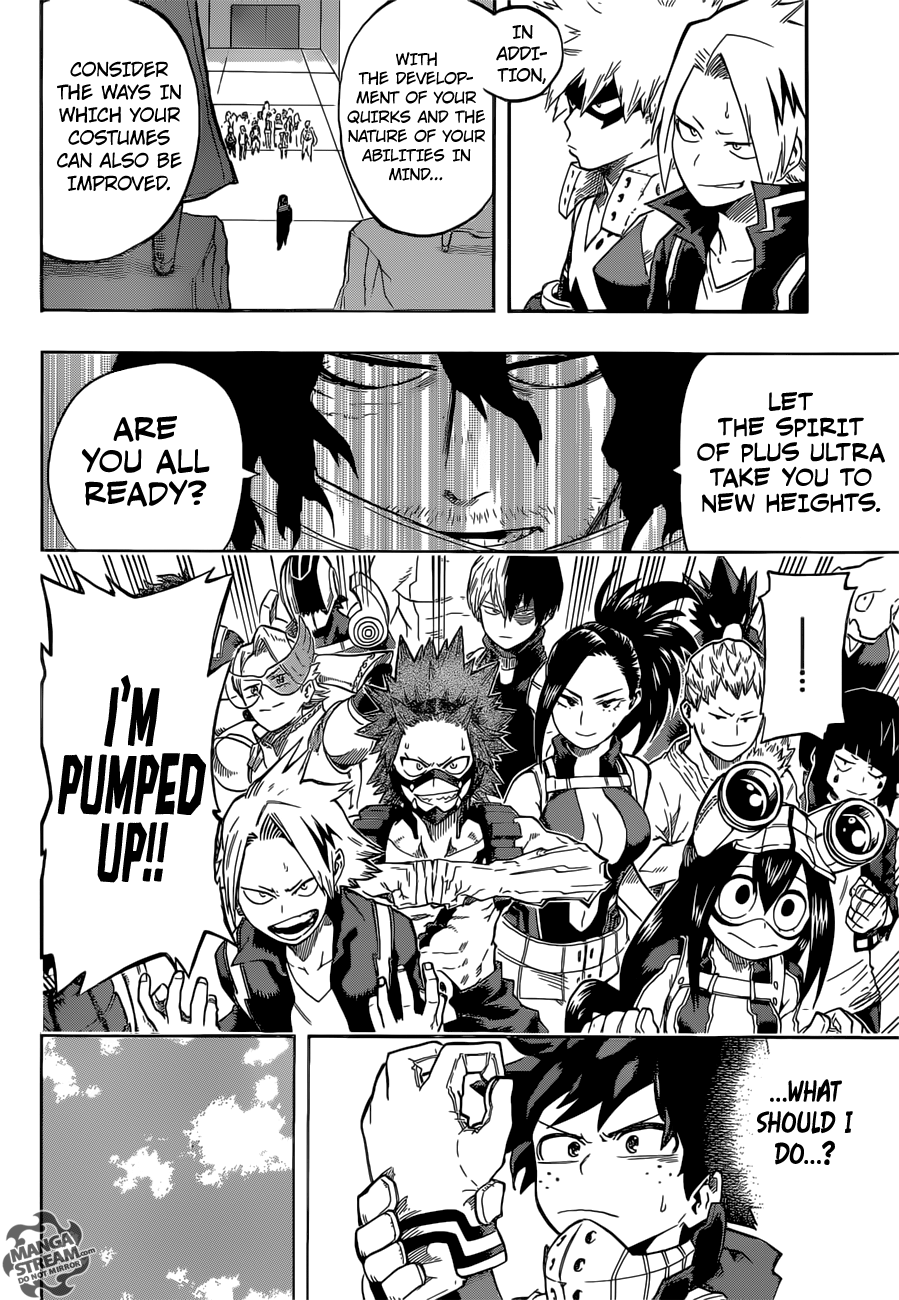 IN
ADDI-
TION,
WITH
THE DEVELOP-
MENT OF YOUR
QUIRKS AND THE
NATURE OF YOUR
ABILITIES IN
MIND...
CONSIDER
THE WAYS IN
WHICH YOUR
COSTUMES
CAN ALSO BE
IMPROVED.
LET
THE SPIRIT
OF PLUS ULTRA
TAKE YOU TO
NEW HEIGHTS.
ARE
YOU ALL
READY?
......
I'M
PUMPED
UP!!
...WHAT
SHOULD I
DO...?
MANGA
STREAM.com
DO NOT MIRROR